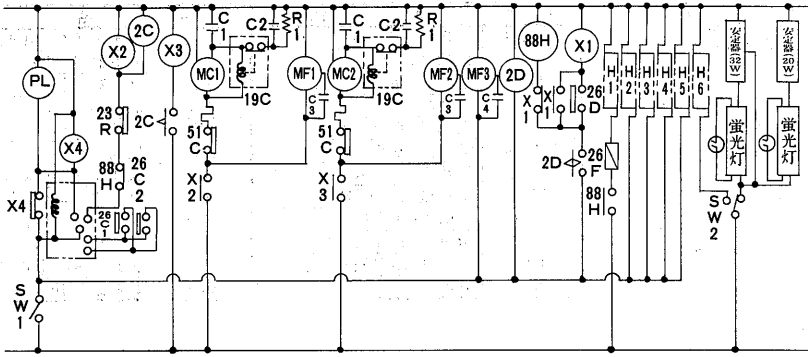 C
1
C2
R
1
C
1
C2
R
1
2C
X2
X3
88H
X1
PL
MC1
MF1
MC2
MF2
MF3
2D
19C
19C
C
3
C
3
C
4
X
1
X
1
26
D
H
1
H
2
H
3
H
4
H
5
H
6
安定器(32W)
安定器(20W)
蛍光灯
蛍光灯
23
R
2C
X4
51
C
51
C
88
H
26
C
2
2D
26
F
X4
26
C
1
X
2
X
3
88
H
S
W
2
S
W
1